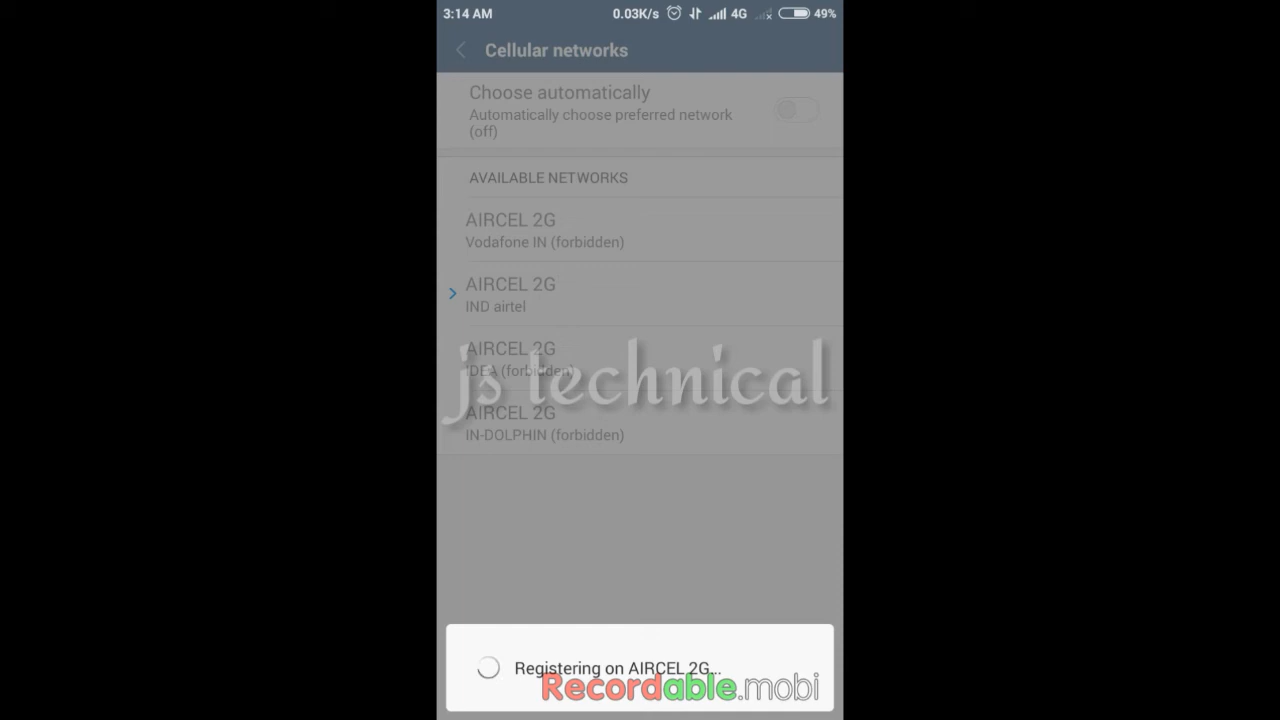 3:14 AM 0.03K/s 4G 49%
Cellular networks
Choose automatically
Automatically choose preferred network
(off)
AVAILABLE NETWORKS
AIRCEL 2G
Vodafone IN (forbidden)
AIRCEL 2G
IND airtel
AIRCEL 2G
IDEA (forbidden)
js technical
AIRCEL 2G
IN-DOLPHIN (forbidden)
Registering on AIRCEL 2G...
Recordable.mobi